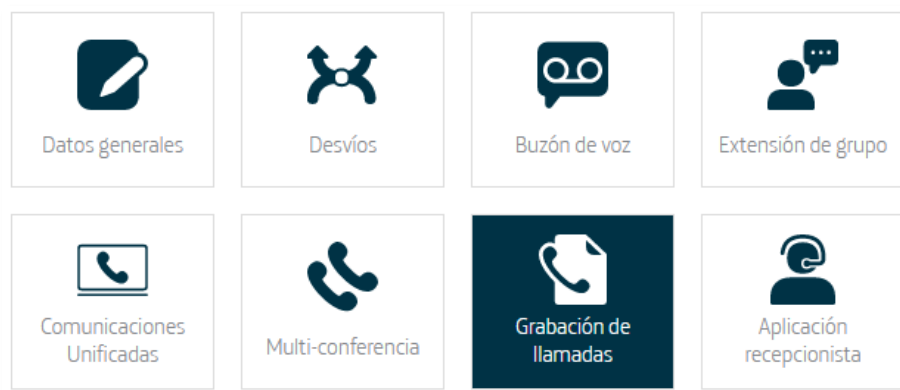 Datos generales
Desvíos
Buzón de voz
Extensión de grupo
Comunicaciones
Unificadas
Multi-conferencia
Grabación de
llamadas
Aplicación
recepcionista